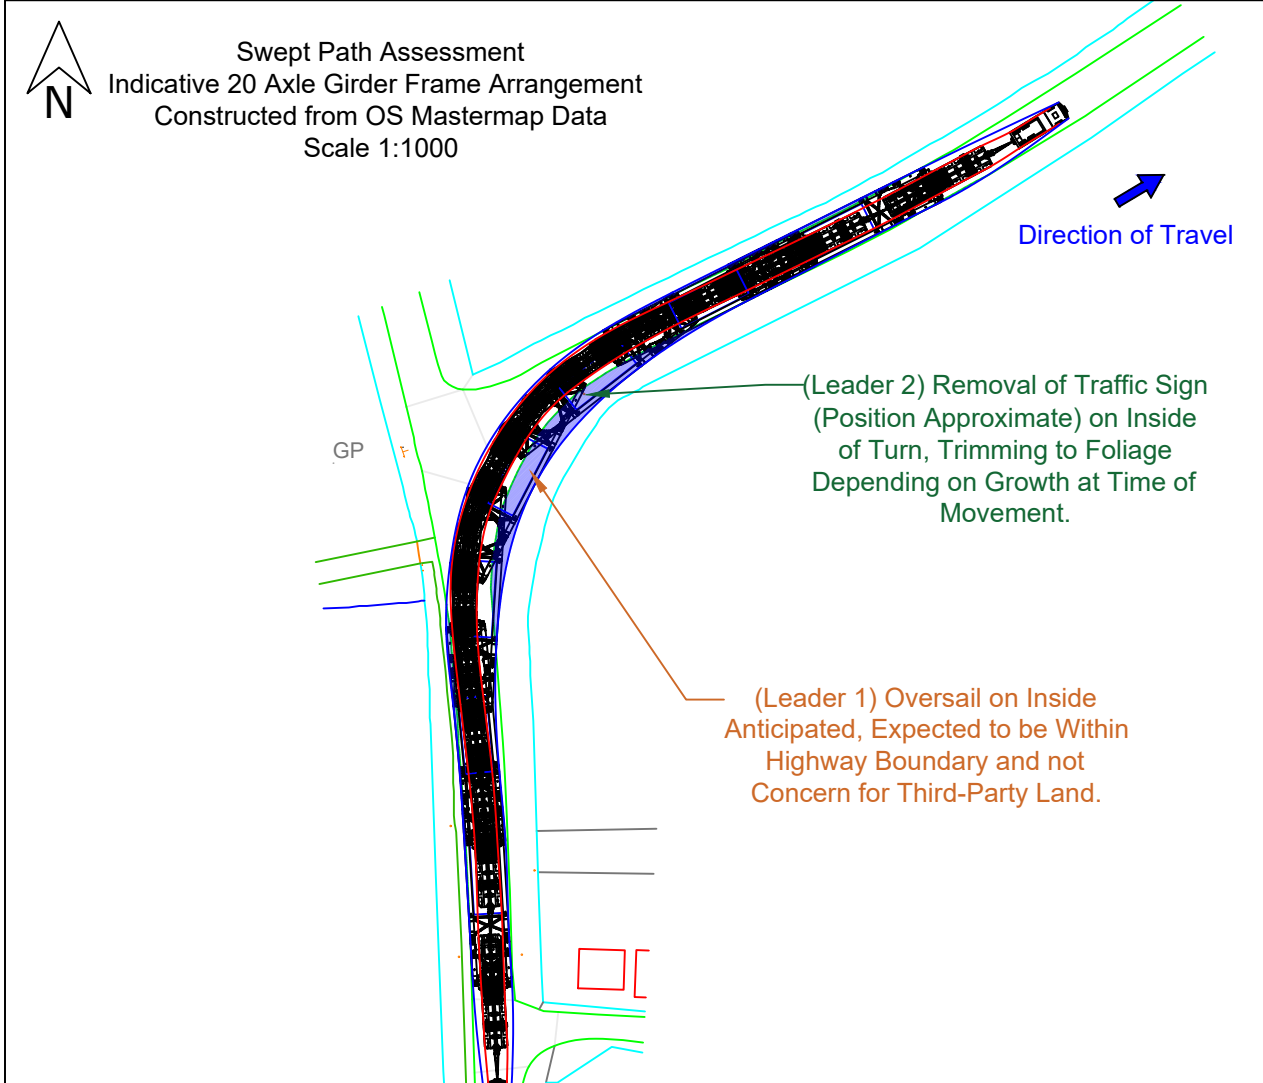 N
Swept Path Assessment
Indicative 20 Axle Girder Frame Arrangement
Constructed from OS Mastermap Data
Scale 1:1000
Direction of Travel
(Leader 2) Removal of Traffic Sign
(Position Approximate) on Inside
of Turn, Trimming to Foliage
Depending on Growth at Time of
Movement.
GP
(Leader 1) Oversail on Inside
Anticipated, Expected to be Within
Highway Boundary and not
Concern for Third-Party Land.